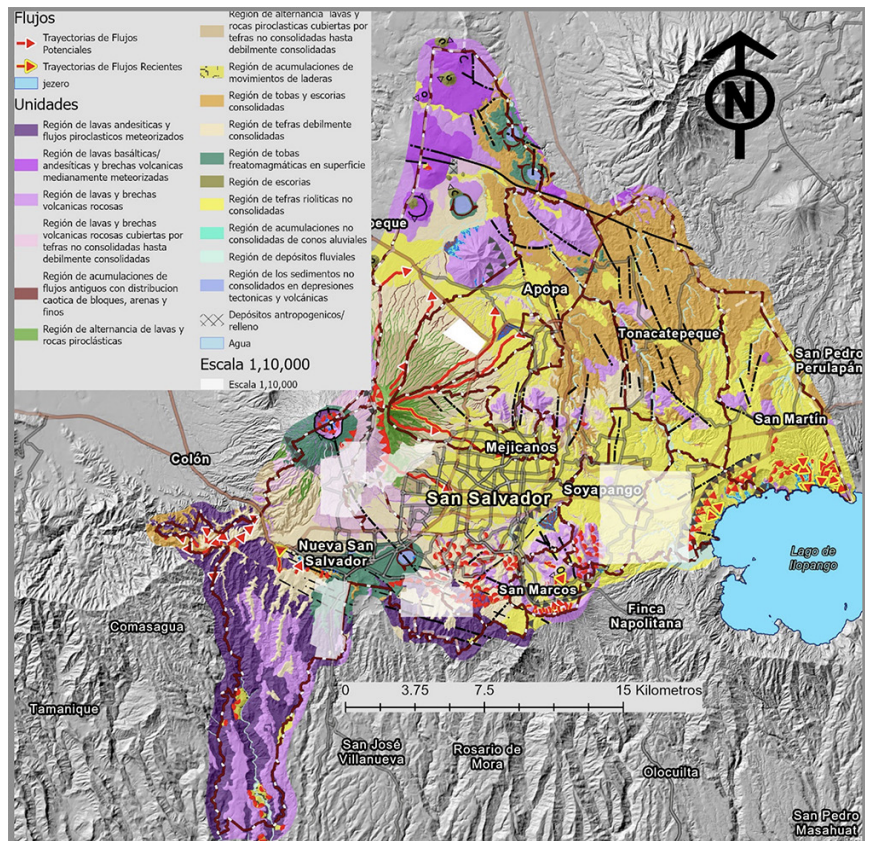 Flujos
Trayectorias de Flujos
Potenciales
Trayectorias de Flujos Recientes
jezero
Unidades
Región de lavas andesíticas y
flujos piroclasticos meteorizados
Región de lavas basálticas/
andesíticas y brechas volcanicas
medianamente meteorizadas
Región de lavas y brechas
volcanicas rocosas
Región de lavas y brechas
volcanicas rocosas cubiertas por
tefras no consolidadas hasta
debilmente consolidadas
Región de acumulaciones de
flujos antiguos con distribucion
caotica de bloques, arenas y
finos
Región de alternancia de lavas y
rocas piroclásticas
Región de alternancia lavas y
rocas piroclasticas cubiertas por
tefras no consolidadas hasta
debilmente consolidadas
Región de acumulaciones de
movimientos de laderas
Región de tobas y escorias
consolidadas
Región de tefras debilmente
consolidadas
Región de tobas
freatomagmáticas en superficie
Región de escorias
Región de tefras rioliticas no
consolidadas
Región de acumulaciones no
consolidadas de conos aluviales
Región de depósitos fluviales
Región de los sedimentos no
consolidados en depresiones
tectonicas y volcánicas
Depósitos antropogenicos/
relleno
Agua
Escala 1,10,000
Escala 1,10,000
N
peque
Apopa
Tonacatepeque
San Pedro
Perulapán
San Martín
Colón
Mejicanos
San Salvador
Soyapango
Nueva San
Salvador
Lago de
Ilopango
San Marcos
Finca
Napolitana
Comasagua
0 3.75 7.5 15 Kilometros
Tamanique
San José
Villanueva
Rosario de
Mora
Olocuilta
San Pedro
Masahuat